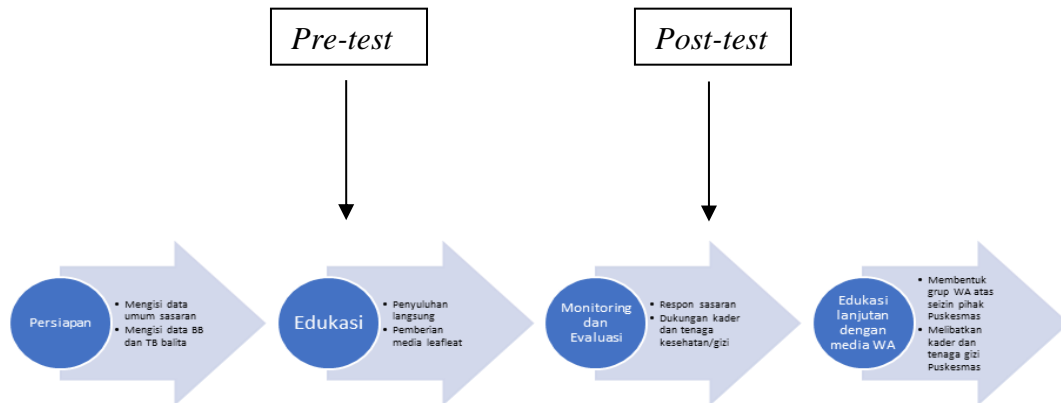 Pre-test
Post-test
Persiapan
▪ Mengisi data
umum sasaran
▪ Mengisi data BB
dan TB balita
Edukasi
▪ Penyuluhan
langsung
▪ Pemberian
media leafleat
Monitoring
dan
Evaluasi
▪ Respon sasaran
▪ Dukungan kader
dan tenaga
kesehatan/gizi
Edukasi
lanjutan
dengan
media WA
▪ Membentuk
grup WA atas
seizin pihak
Puskesmas
▪ Melibatkan
kader dan
tenaga gizi
Puskesmas